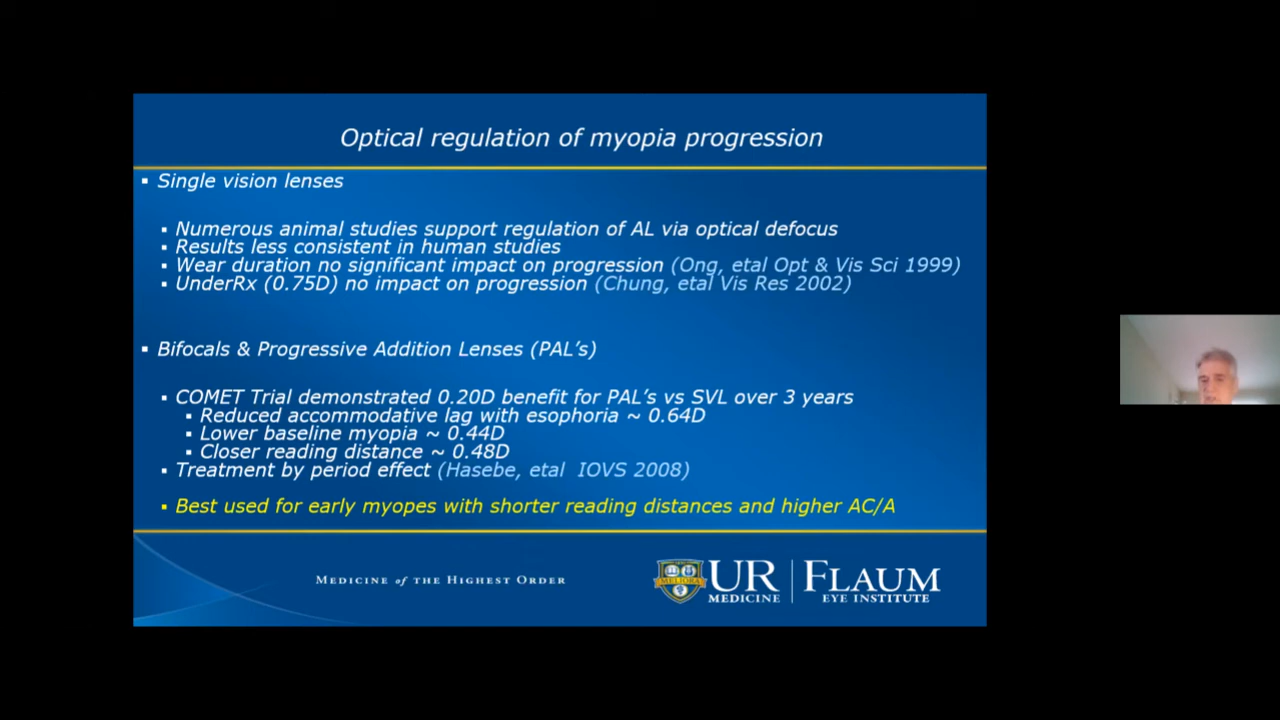 Optical regulation of myopia progression
▪ Single vision lenses
▪ Numerous animal studies support regulation of AL via optical defocus
▪ Results less consistent in human studies
▪ Wear duration no significant impact on progression (Ong, etal Opt & Vis Sci 1999)
▪ UnderRx (0.75D) no impact on progression (Chung, etal Vis Res 2002)
▪ Bifocals & Progressive Addition Lenses (PAL's)
▪ COMET Trial demonstrated 0.20D benefit for PAL's vs SVL over 3 years
▪ Reduced accommodative lag with esophoria ~ 0.64D
▪ Lower baseline myopia ~ 0.44D
▪ Closer reading distance ~ 0.48D
▪ Treatment by period effect (Hasebe, etal IOVS 2008)
▪ Best used for early myopes with shorter reading distances and higher AC/A
MEDICINE of THE HIGHEST ORDER
MELIORA
UR
MEDICINE
FLAUM
EYE INSTITUTE